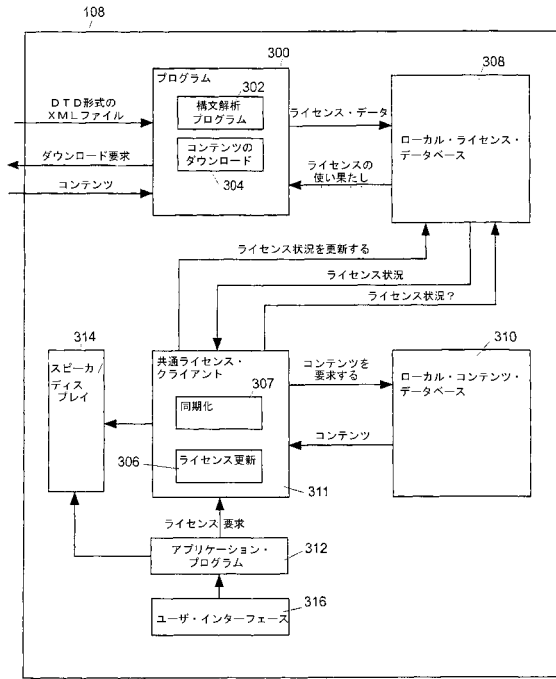 108
300
プログラム
302
構文解析
プログラム
コンテンツの
ダウンロード
304
DTD形式の
XMLファイル
ダウンロード要求
コンテンツ
ライセンス・データ
ライセンスの
使い果たし
308
ローカル・ライセンス・
データベース
ライセンス状況を更新する
ライセンス状況
ライセンス状況?
314
スピーカ/
ディス
プレイ
共通ライセンス・
クライアント
307
同期化
306
ライセンス更新
311
コンテンツを
要求する
コンテンツ
310
ローカル・コンテンツ・
データベース
ライセンス 要求
アプリケーション・
プログラム
312
ユーザ・インターフェース
316